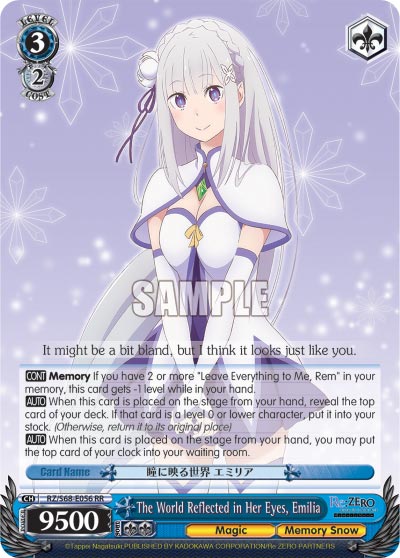 LEVEL
3
2
COST
SAMPLE
It might be a bit bland, but I think it looks just like you.
CONT Memory If you have 2 or more "Leave Everything to Me, Rem" in your
memory, this card gets -1 level while in your hand.
AUTO When this card is placed on the stage from your hand, reveal the top
card of your deck. If that card is a level 0 or lower character, put it into your
stock. (Otherwise, return it to its original place)
AUTO When this card is placed on the stage from your hand, you may put the
top card of your clock into your waiting room.
Card Name 瞳に映る世界 エミリア
CH RZ/S68-E056 RR
The World Reflected in Her Eyes, Emilia
Re:ZERO
POWER
9500
SOUL
Magic
Memory Snow
©Tappei Nagatsuki,PUBLISHED BY KADOKAWA CORPORATION/Re:ZERO PARTNERS